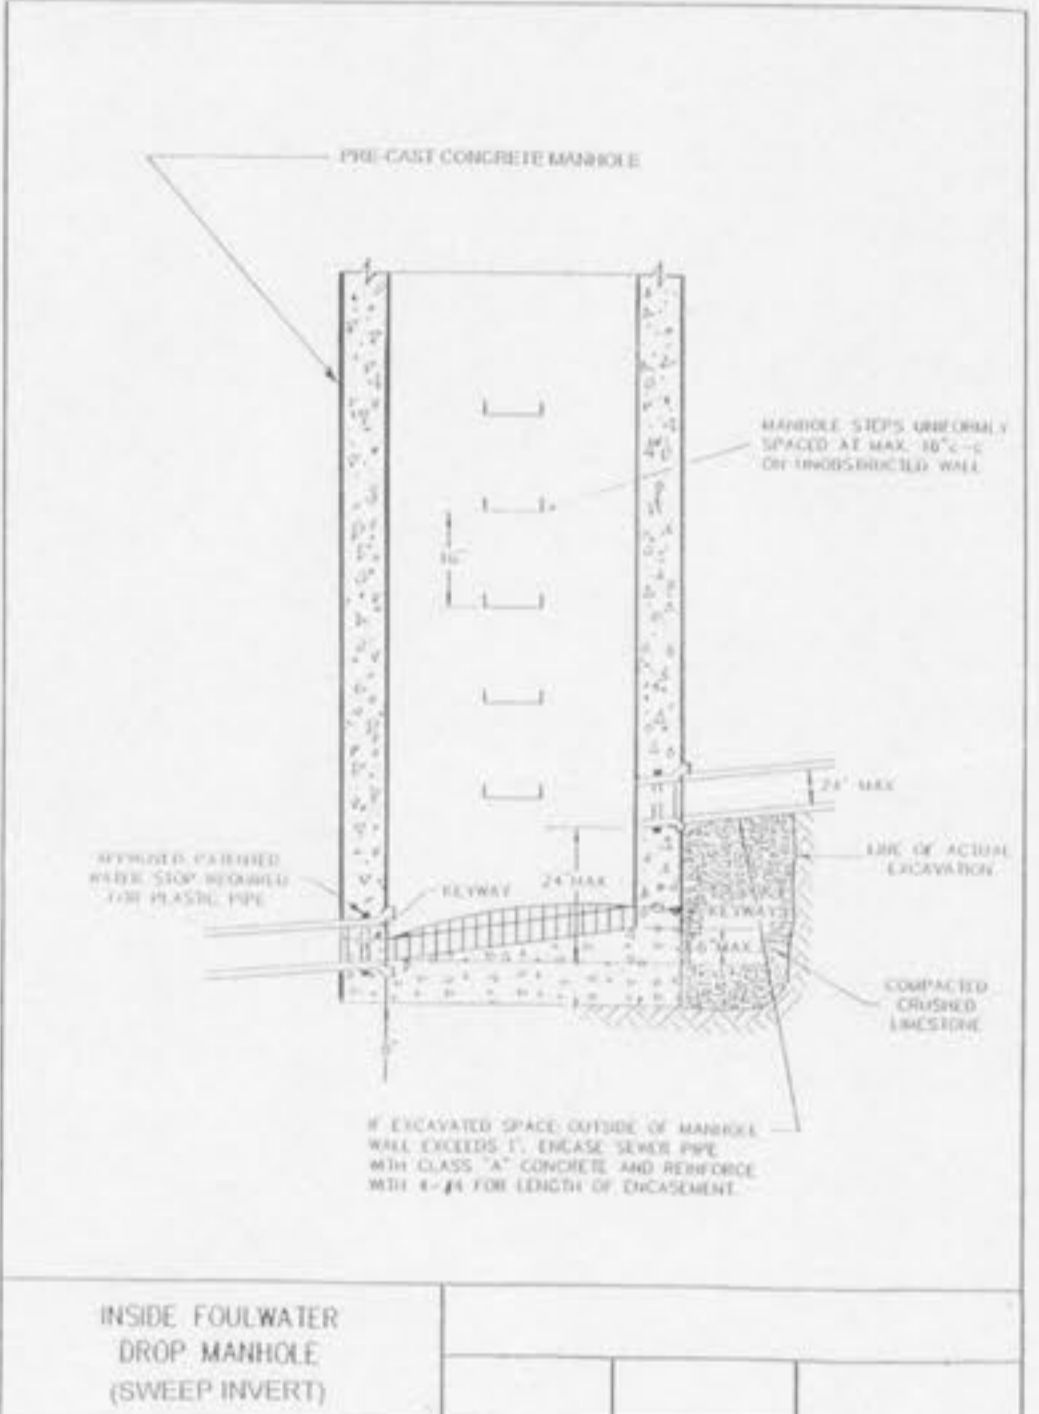 PRE-CAST CONCRETE MANHOLE
MANHOLE STEPS UNIFORMLY
SPACED AT MAX. 16"c-c
ON UNOBSTRUCTED WALL
16"
24" MAX
LINE OF ACTUAL
EXCAVATION
APPROVED PATENTED
WATER STOP REQUIRED
FOR PLASTIC PIPE
KEYWAY
24" MAX
KEYWAYS
MAX
COMPACTED
CRUSHED
LIMESTONE
IF EXCAVATED SPACE OUTSIDE OF MANHOLE
WALL EXCEEDS 1', ENCASE SEWER PIPE
WITH CLASS "A" CONCRETE AND REINFORCE
WITH 4-#4 FOR LENGTH OF ENCASEMENT.
INSIDE FOULWATER
DROP MANHOLE
(SWEEP INVERT)